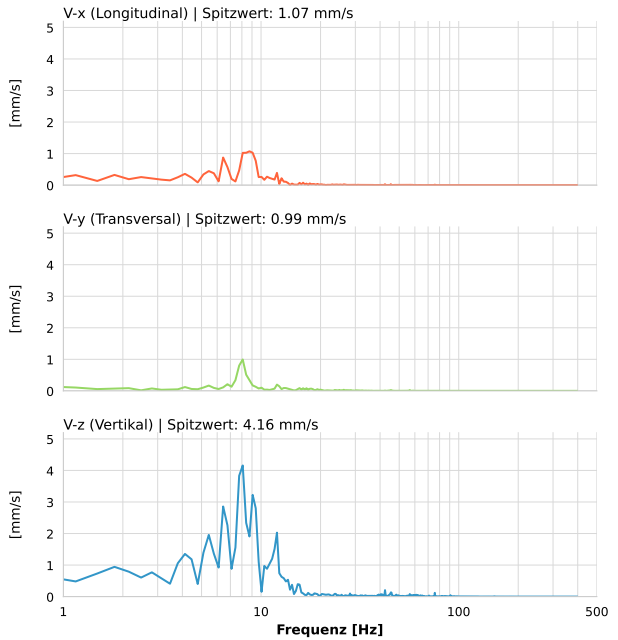 V-x (Longitudinal) | Spitzwert: 1.07 mm/s
5
4
3
2
1
0
[mm/s]
V-y (Transversal) | Spitzwert: 0.99 mm/s
5
4
3
2
1
0
[mm/s]
V-z (Vertikal) | Spitzwert: 4.16 mm/s
5
4
3
2
1
0
[mm/s]
1 10 100 500
Frequenz [Hz]